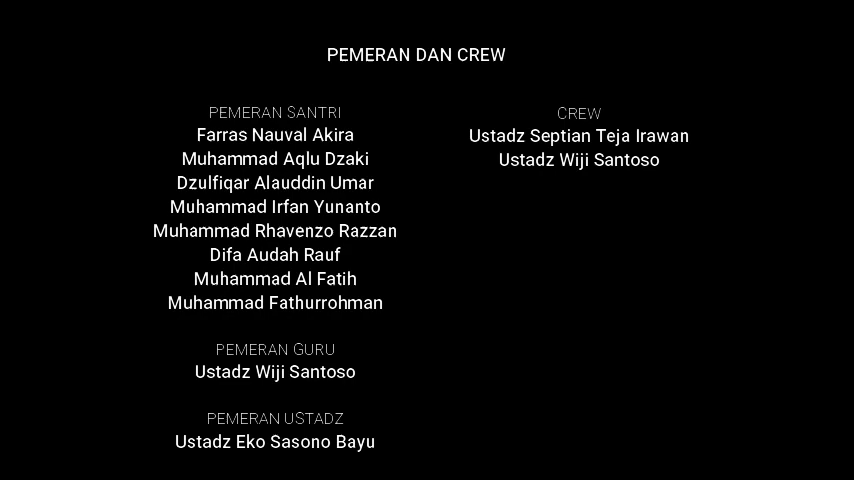 PEMERAN DAN CREW
PEMERAN SANTRI
Farras Nauval Akira
Muhammad Aqlu Dzaki
Dzulfiqar Alauddin Umar
Muhammad Irfan Yunanto
Muhammad Rhavenzo Razzan
Difa Audah Rauf
Muhammad Al Fatih
Muhammad Fathurrohman
PEMERAN GURU
Ustadz Wiji Santoso
PEMERAN USTADZ
Ustadz Eko Sasono Bayu
CREW
Ustadz Septian Teja Irawan
Ustadz Wiji Santoso